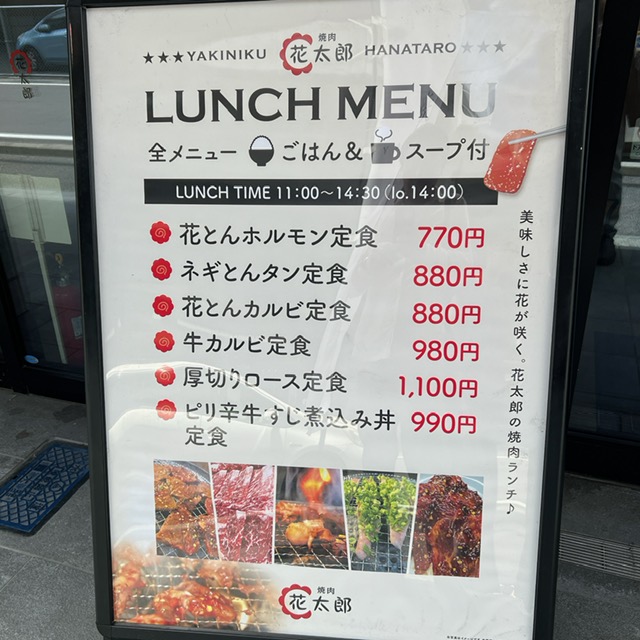 焼肉
★★★YAKINIKU 花太郎 HANATARO★★★
LUNCH MENU
全メニュー ごはん& スープ付
LUNCH TIME 11:00〜14:30（lo.14:00）
花とんホルモン定食 770円
ネギとんタン定食 880円
花とんカルビ定食 880円
牛カルビ定食 980円
厚切りロース定食 1,100円
ピリ辛牛すじ煮込み丼 990円
定食
美味しさに花が咲く。花太郎の焼肉ランチ♪
焼肉
花太郎
花太郎